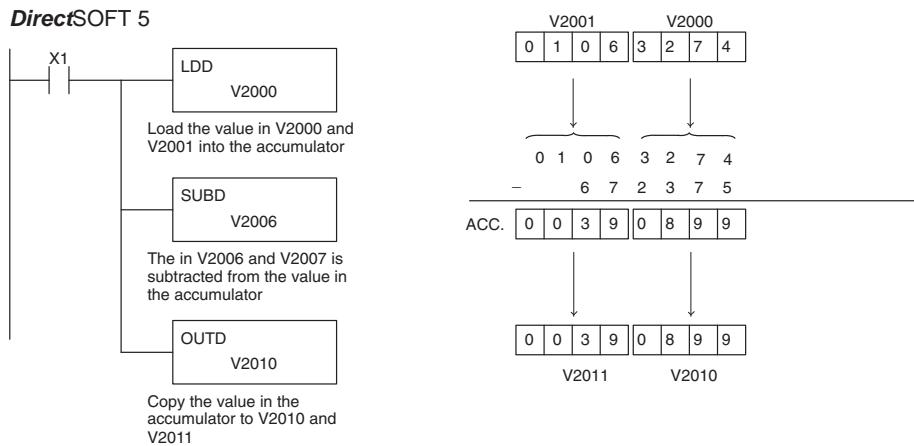 DirectSOFT 5
X1
LDD
V2000
Load the value in V2000 and
V2001 into the accumulator
SUBD
V2006
The in V2006 and V2007 is
subtracted from the value in
the accumulator
OUTD
V2010
Copy the value in the
accumulator to V2010 and
V2011
V2001 V2000
0 1 0 6 3 2 7 4
0 1 0 6 3 2 7 4
– 6 7 2 3 7 5
ACC. 0 0 3 9 0 8 9 9
0 0 3 9 0 8 9 9
V2011 V2010